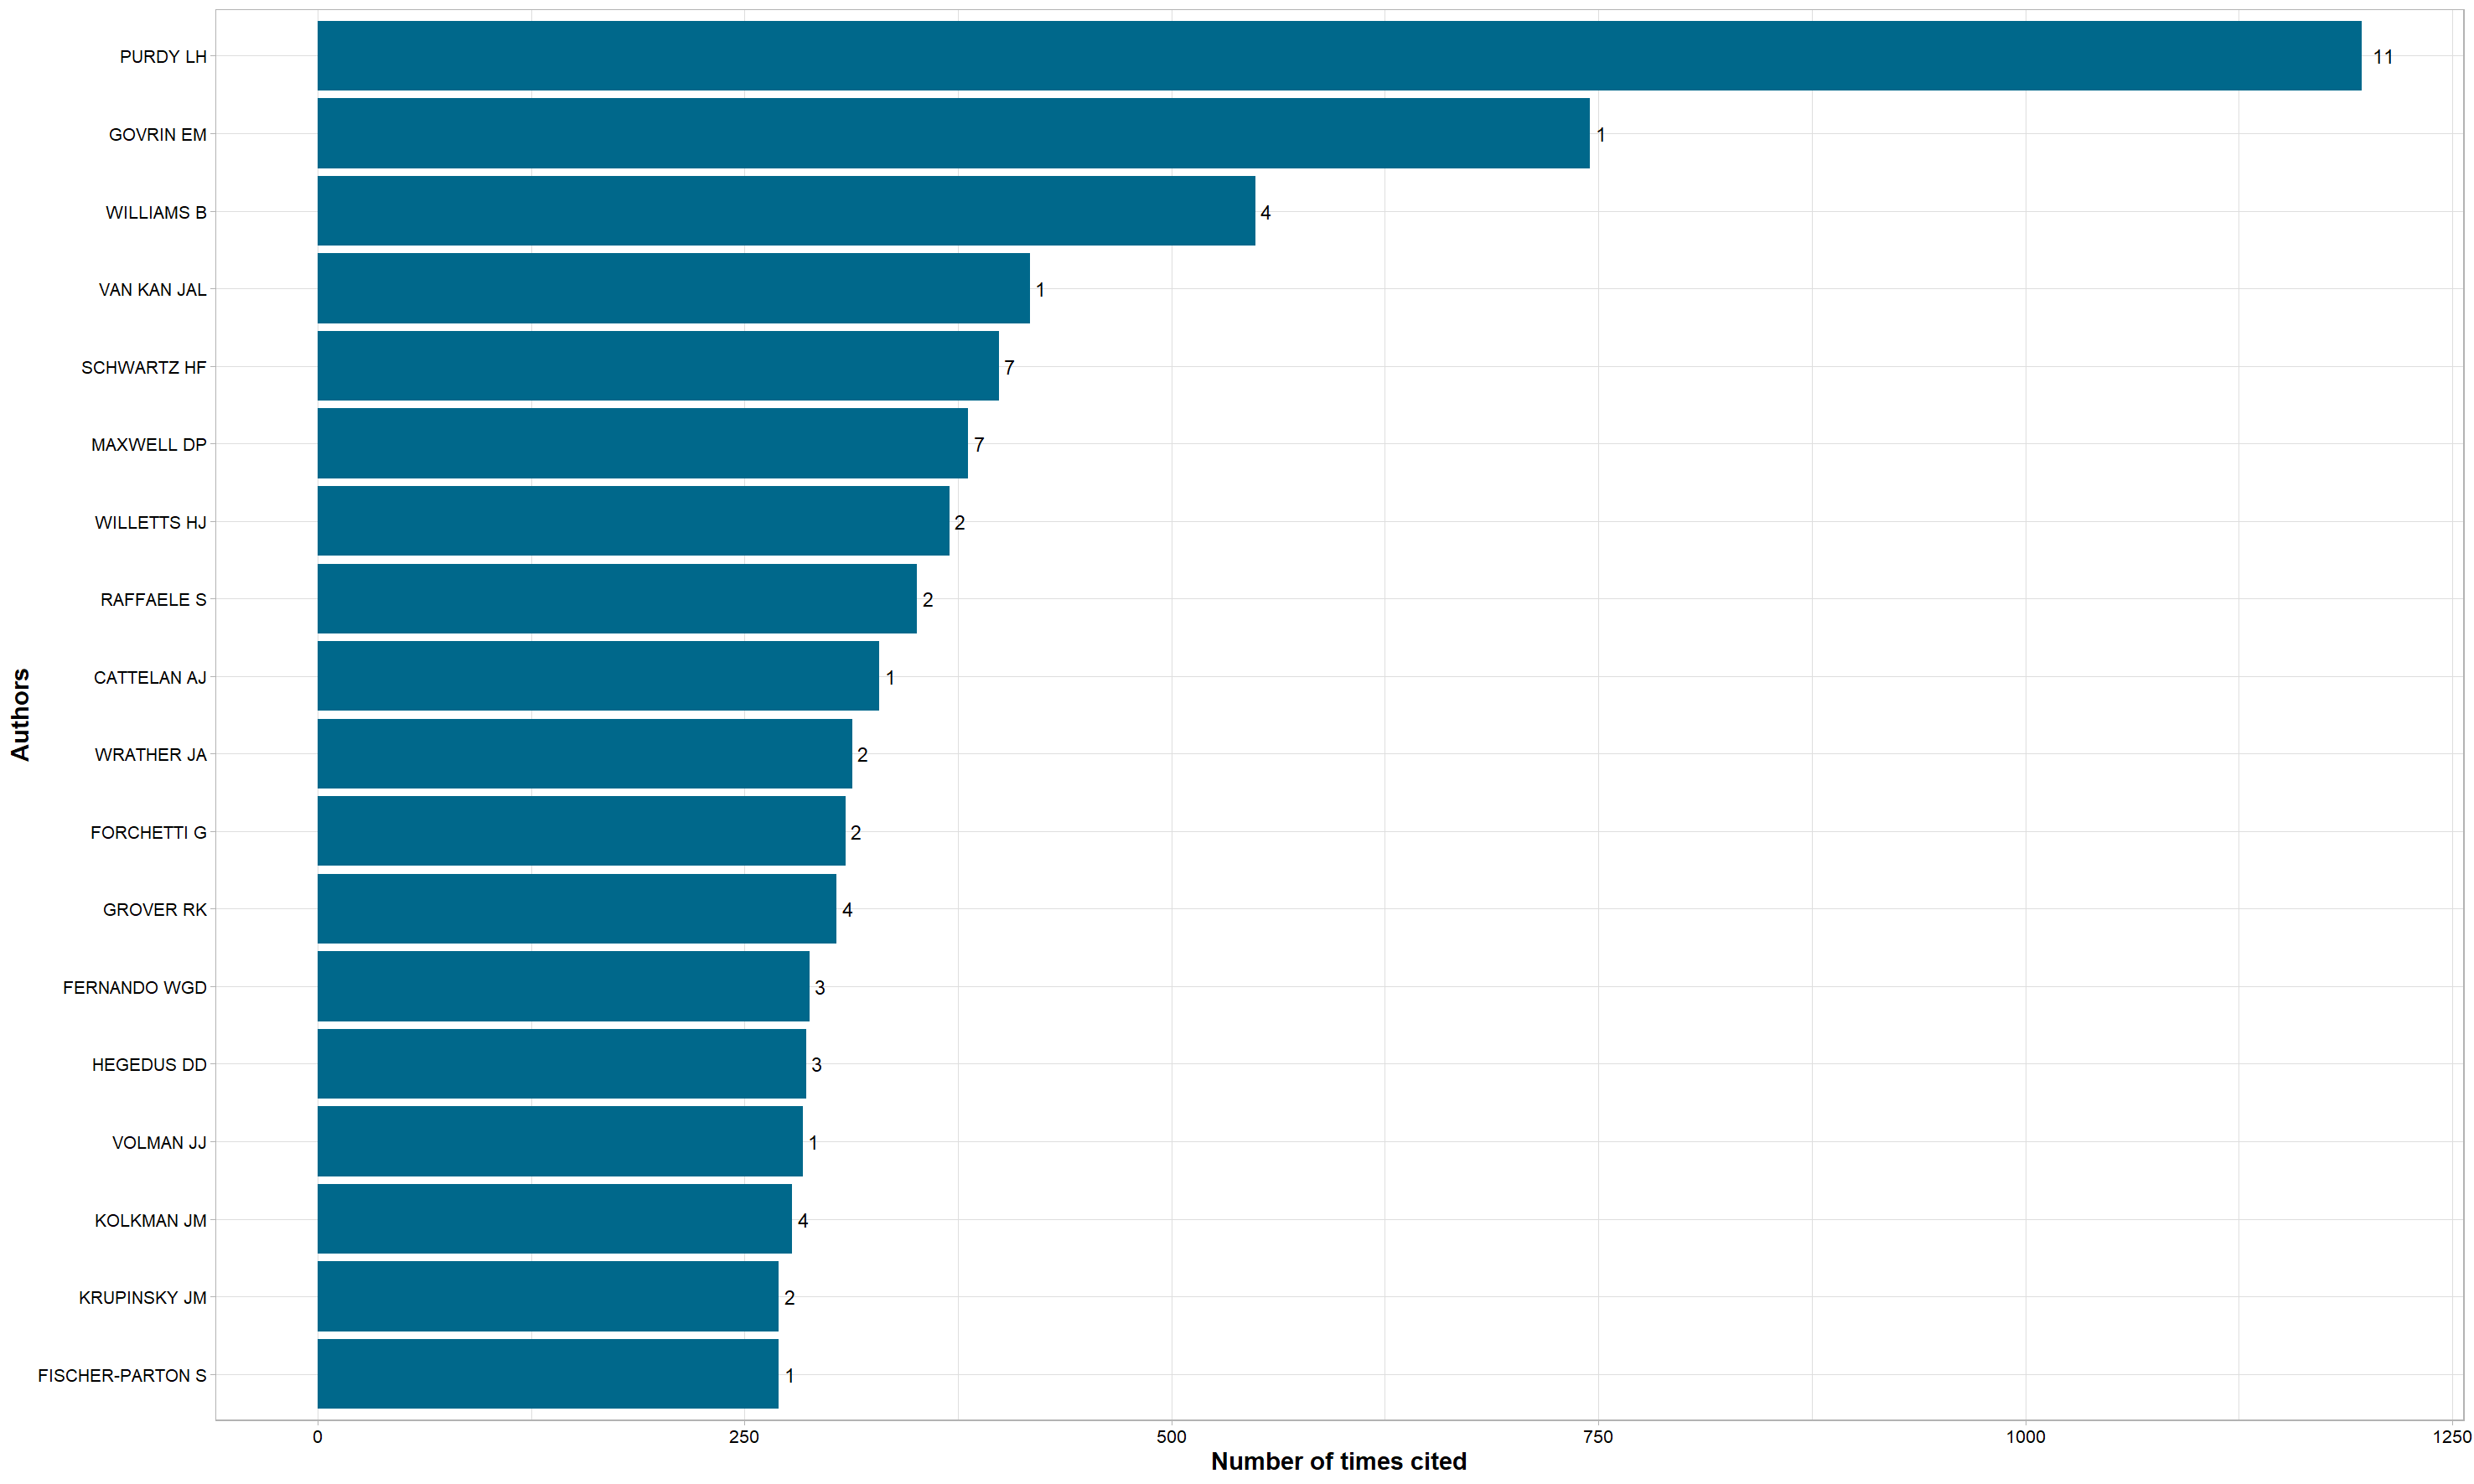 PURDY LH 11
GOVRIN EM 1
WILLIAMS B 4
VAN KAN JAL 1
SCHWARTZ HF 7
MAXWELL DP 7
WILLETTS HJ 2
RAFFAELE S 2
CATTELAN AJ 1
WRATHER JA 2
FORCHETTI G 2
GROVER RK 4
FERNANDO WGD 3
HEGEDUS DD 3
VOLMAN JJ 1
KOLKMAN JM 4
KRUPINSKY JM 2
FISCHER-PARTON S 1
Authors
0 250 500 750 1000 1250
Number of times cited